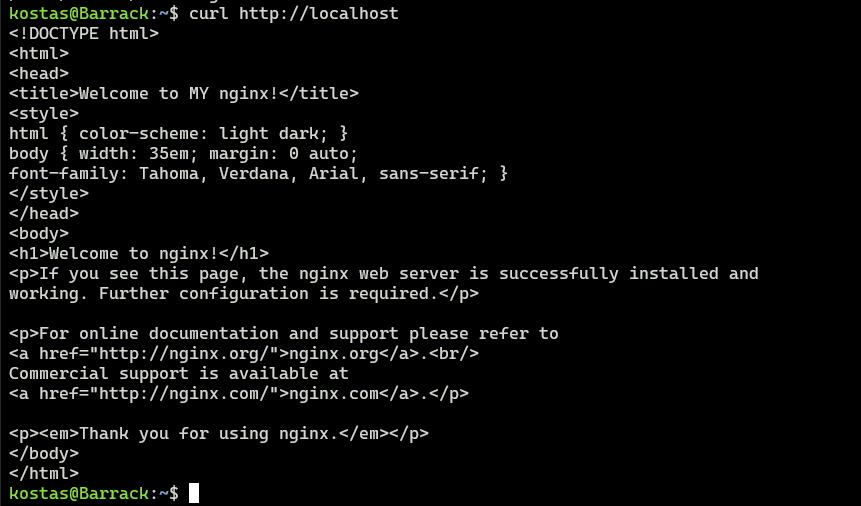 kostas@Barrack:~$ curl http://localhost
<!DOCTYPE html>
<html>
<head>
<title>Welcome to MY nginx!</title>
<style>
html { color-scheme: light dark; }
body { width: 35em; margin: 0 auto;
font-family: Tahoma, Verdana, Arial, sans-serif; }
</style>
</head>
<body>
<h1>Welcome to nginx!</h1>
<p>If you see this page, the nginx web server is successfully installed and
working. Further configuration is required.</p>

<p>For online documentation and support please refer to
<a href="http://nginx.org/">nginx.org</a>.<br/>
Commercial support is available at
<a href="http://nginx.com/">nginx.com</a>.</p>

<p><em>Thank you for using nginx.</em></p>
</body>
</html>
kostas@Barrack:~$